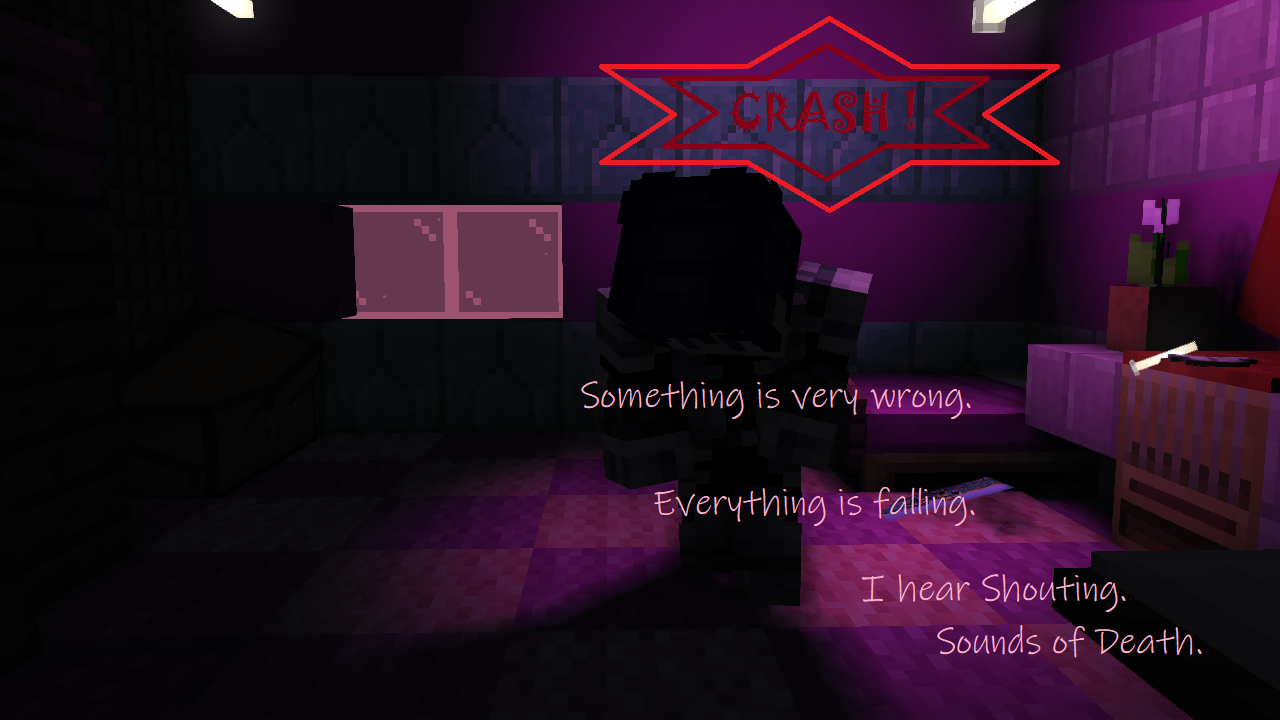 CRASH!
Something is very wrong.
Everything is falling.
I hear Shouting.
Sounds of Death.